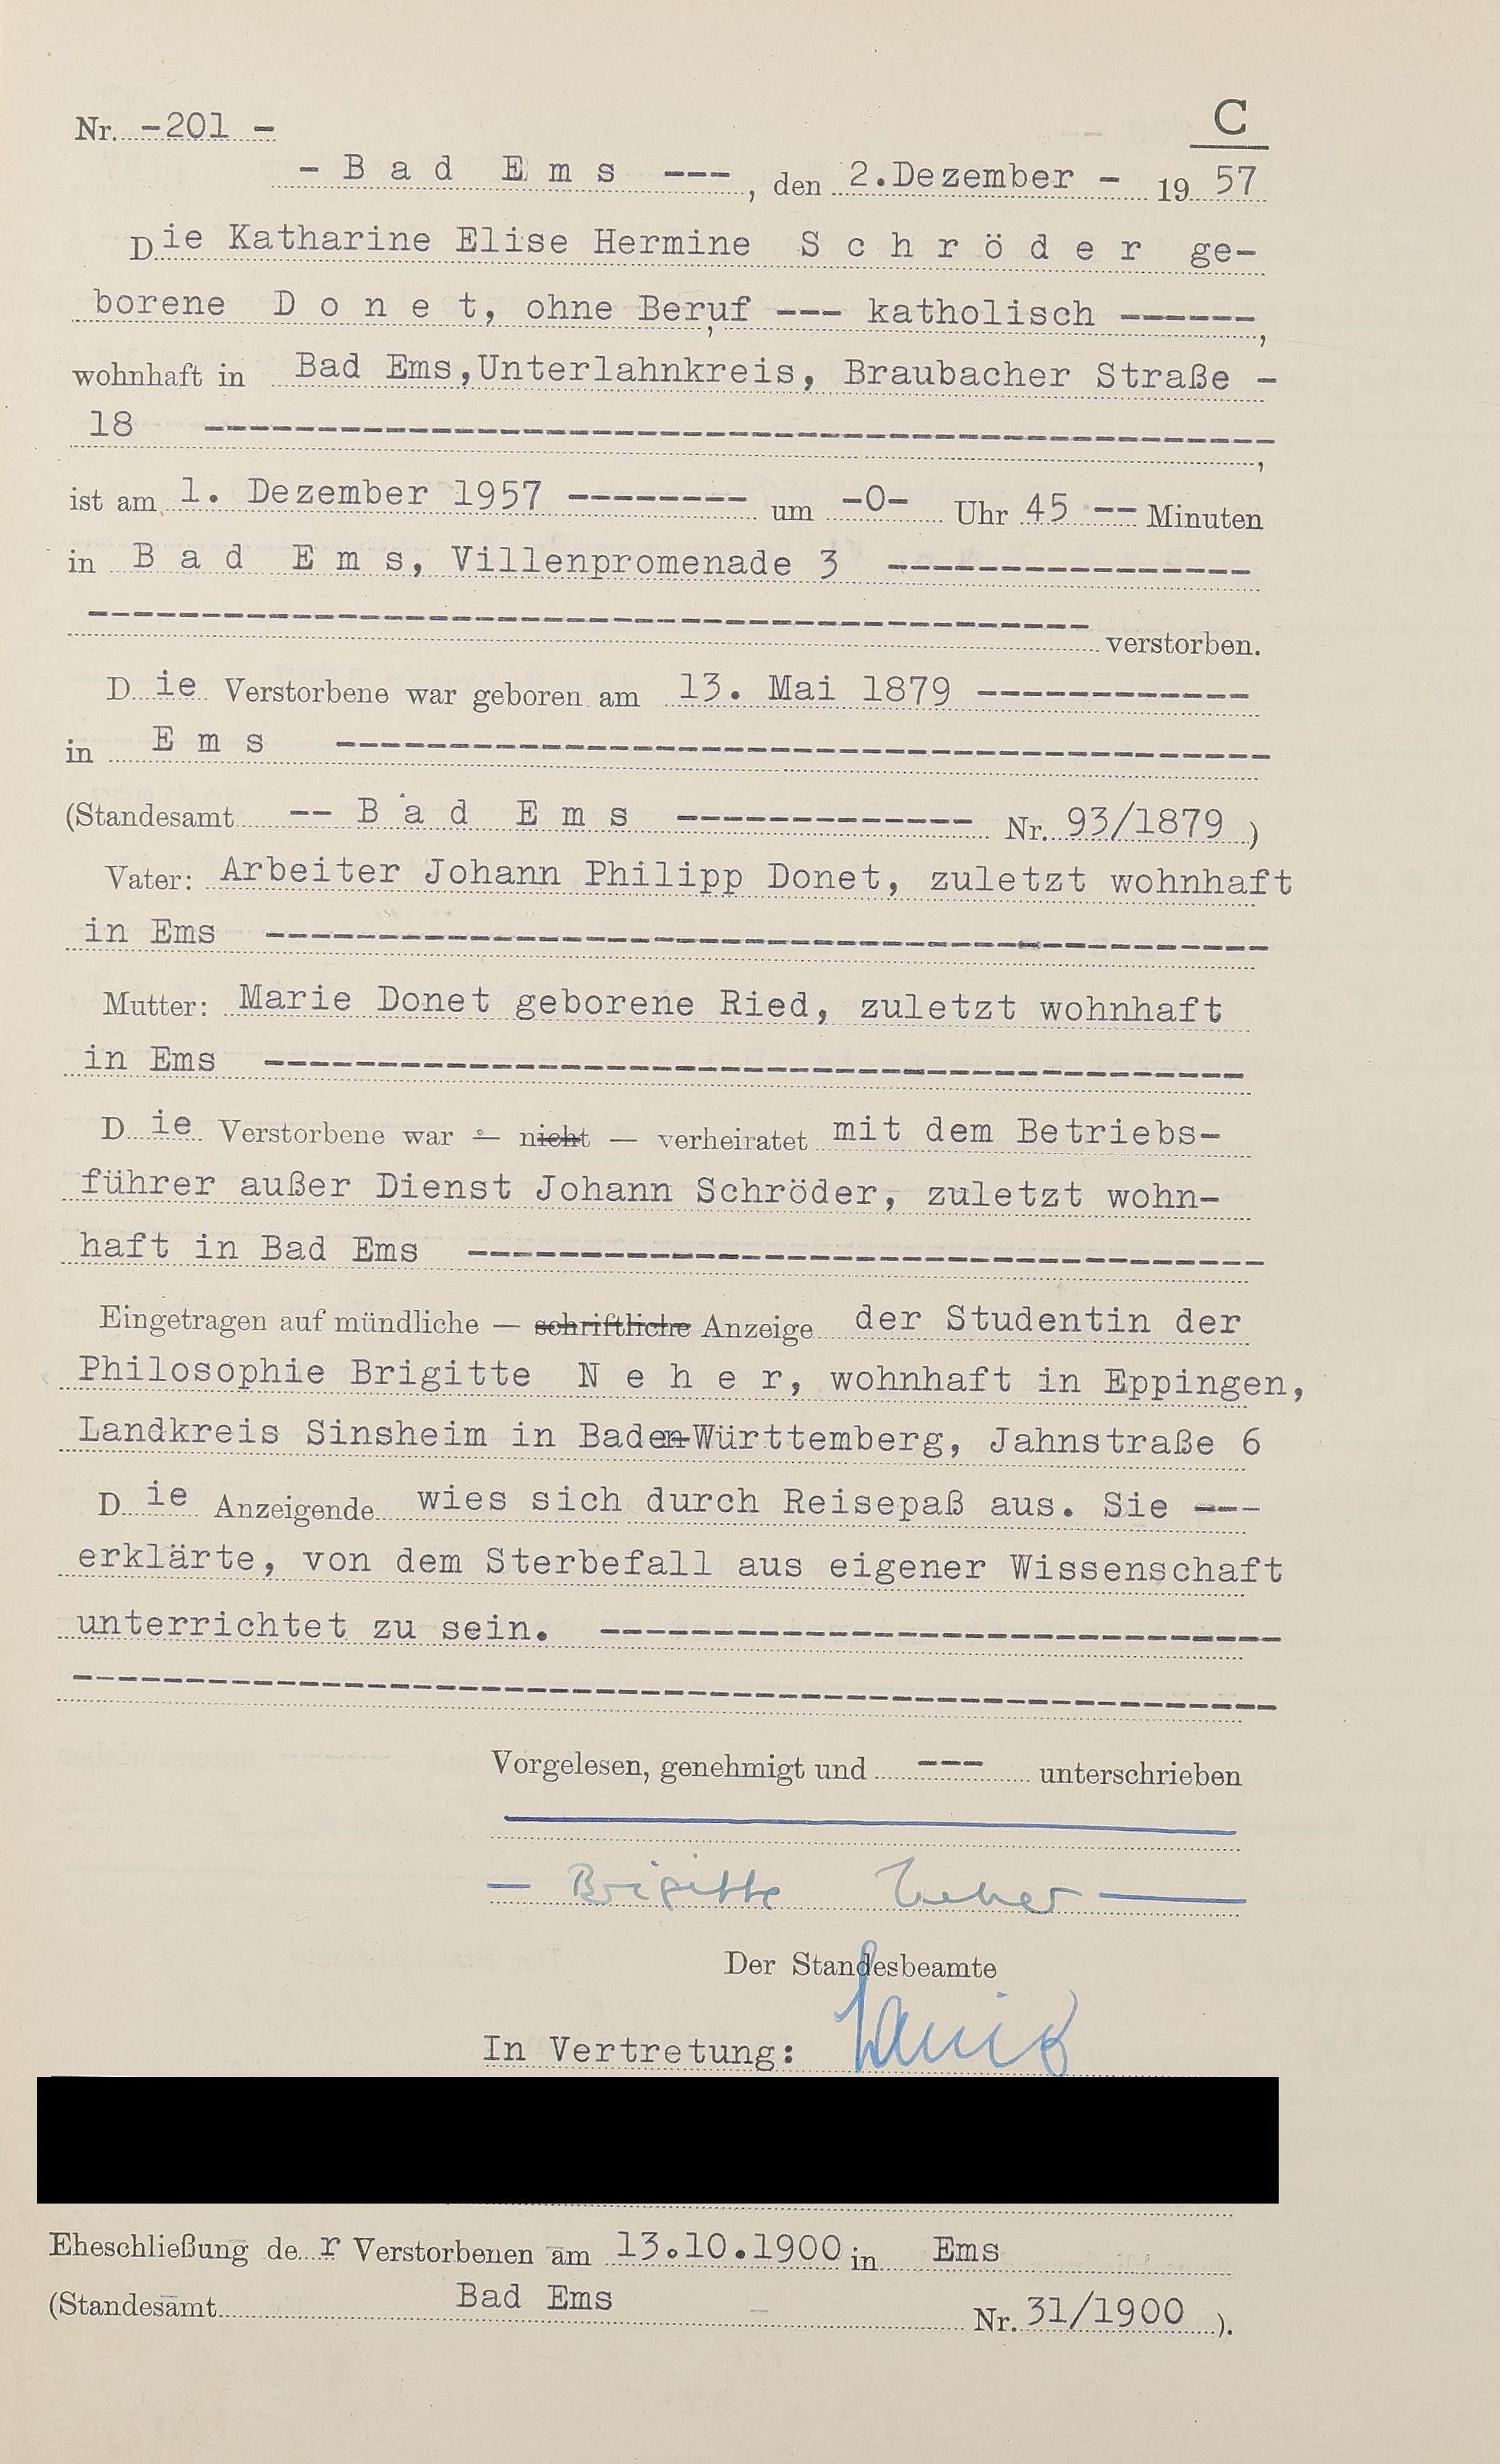 Nr. -201 -
C
- B a d E m s ---, den 2.Dezember - 19 57
Die Katharine Elise Hermine S c h r ö d e r ge-
borene D o n e t, ohne Beruf --- katholisch ------,
wohnhaft in Bad Ems,Unterlahnkreis, Braubacher Straße -
18 ----------------------------------------------,
ist am 1. Dezember 1957 -------- um -0- Uhr 45 -- Minuten
in B a d E m s, Villenpromenade 3 ----------------
-------------------------------------------- verstorben.
Die Verstorbene war geboren am 13. Mai 1879 ------------
in E m s -----------------------------------------
(Standesamt -- B a d E m s ------------- Nr. 93/1879 )
Vater: Arbeiter Johann Philipp Donet, zuletzt wohnhaft
in Ems --------------------------------------------
Mutter: Marie Donet geborene Ried, zuletzt wohnhaft
in Ems -------------------------------------------
Die Verstorbene war — nicht — verheiratet mit dem Betriebs-
führer außer Dienst Johann Schröder, zuletzt wohn-
haft in Bad Ems -----------------------------------
Eingetragen auf mündliche — schriftliche Anzeige der Studentin der
Philosophie Brigitte N e h e r, wohnhaft in Eppingen,
Landkreis Sinsheim in Baden-Württemberg, Jahnstraße 6
Die Anzeigende wies sich durch Reisepaß aus. Sie ---
erklärte, von dem Sterbefall aus eigener Wissenschaft
unterrichtet zu sein. ------------------------------
-----------------------------------------------------
Vorgelesen, genehmigt und --- unterschrieben
— Brigitte Neher —
Der Standesbeamte
In Vertretung:
Eheschließung der Verstorbenen am 13.10.1900 in Ems
(Standesamt Bad Ems Nr. 31/1900 ).